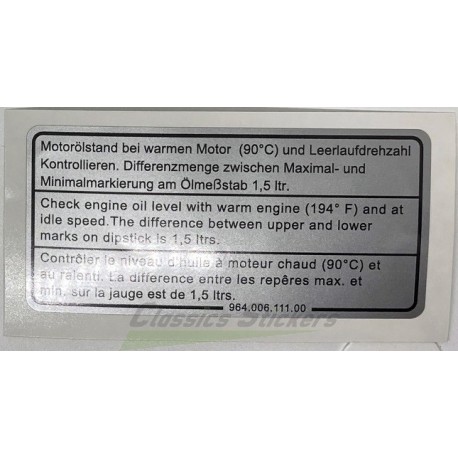 Motorölstand bei warmen Motor (90°C) und Leerlaufdrehzahl
Kontrollieren. Differenzmenge zwischen Maximal- und
Minimalmarkierung am Ölmeßstab 1,5 ltr.
Check engine oil level with warm engine (194° F) and at
idle speed.The difference between upper and lower
marks on dipstick is 1,5 ltrs.
Contrôler le niveau d'huile à moteur chaud (90°C) et
au ralenti. La difference entre les repêres max. et
min. sur la jauge est de 1,5 ltrs.
964.006.111.00
Classics Stickers